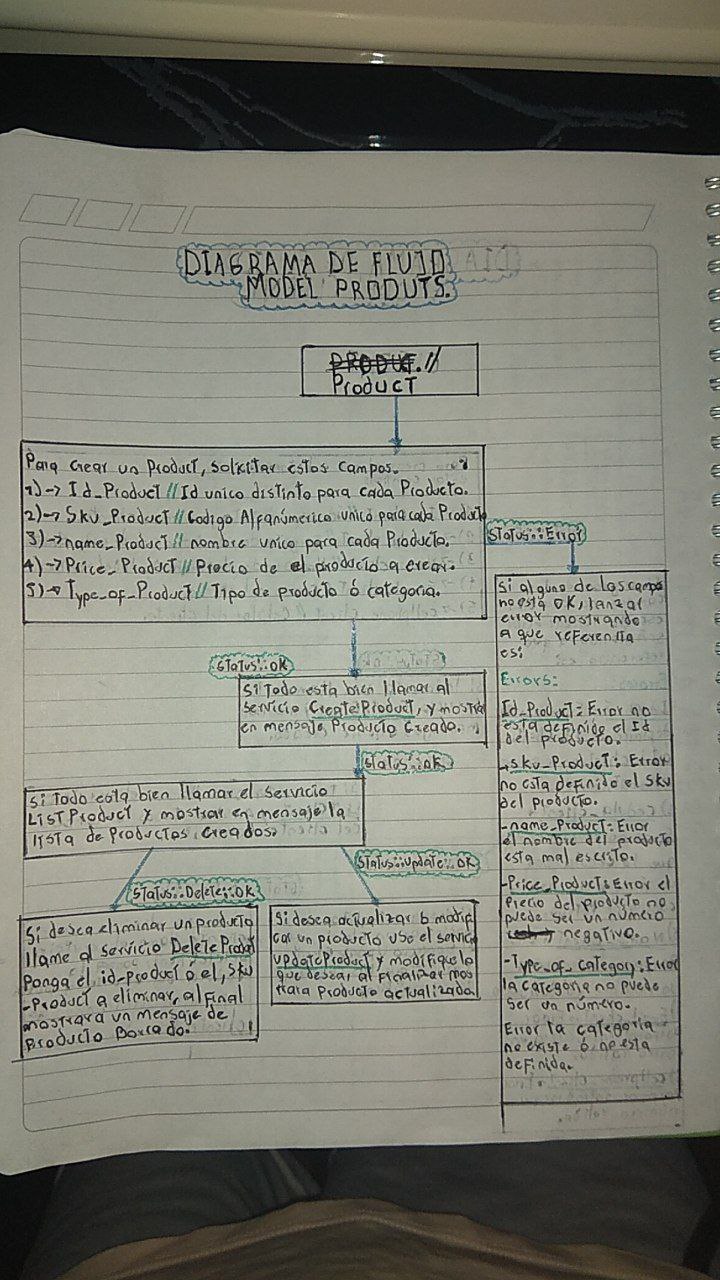 DIAGRAMA DE FLUJO
MODEL PRODUTS.
PRODUC.//
Product
Para crear un Product, solicitar estos campos.
1)-> Id_Product // Id unico distinto para cada Producto.
2)-> Sku_Product // Codigo Alfanúmerico unico para cada Product
3)-> name_Product // nombre unico para cada Producto.
4)-> Price_Product // Precio de el producto a crear.
5)-> Type_of_Product // Tipo de producto ó categoria.
Status::Error
Si alguno de los campos
no está OK, lanzar
error mostrando
a que referentia
es:
Errors:
Id_Product: Error no
esta definido el Id
del producto.
-sku_Product: Error
no esta definido el Sku
del producto.
-name_Product: Error
el nombre del producto
esta mal escrito.
-Price_Product: Error el
Precio del producto no
puede ser un número
negativo.
-Type_of_category: Error
la categoria no puede
ser un número.
Error la categoria
no existe ó no esta
definida.
Status::OK
Si Todo esta bien llamar al
servicio CreateProduct, y mostrar
en mensaje, Producto Creado.
Status::OK
Si Todo esta bien llamar el servicio
List Product y mostrar en mensaje la
lista de Productos Creados.
Status::Delete::OK
Si desea eliminar un producto
llame al servicio DeleteProduct
Ponga el id_Product ó el, Sku
-Product a eliminar, al final
mostrara un mensaje de
Producto Borrado.
Status::update::OK
Si desea actualizar ó modifi
car un producto use el servicio
updateProduct y modifique lo
que desear al finalizar mos
trara Producto actualizado